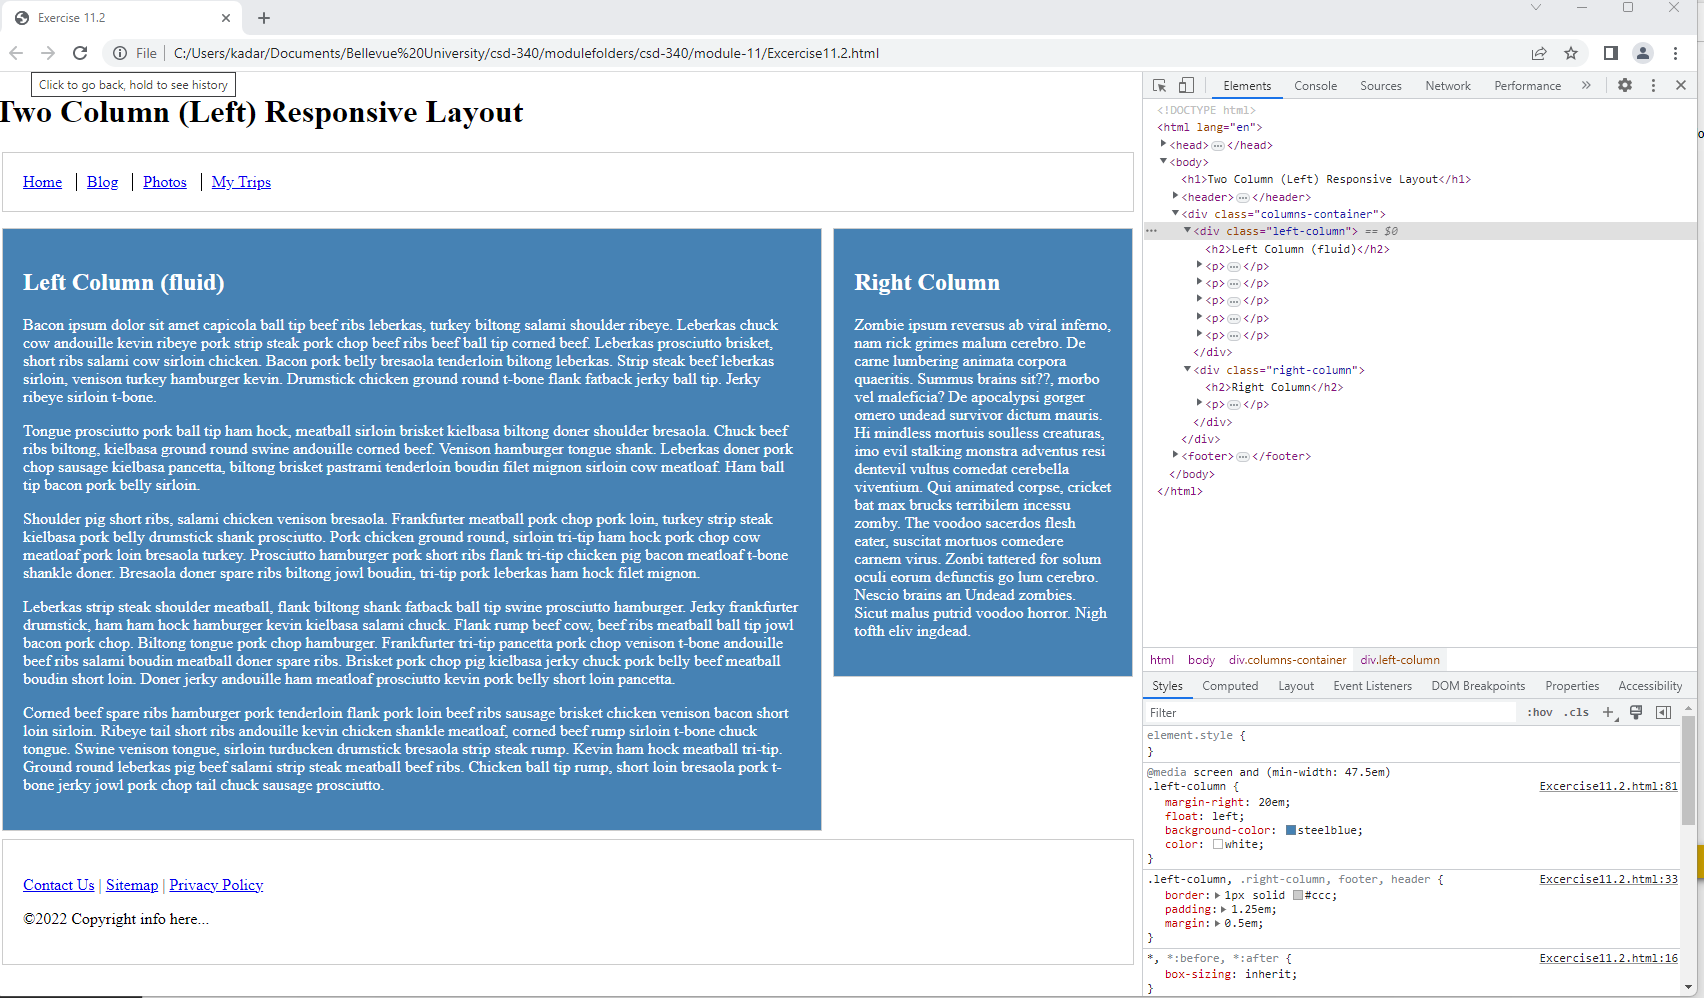 Exercise 11.2
File
C:/Users/kadar/Documents/Bellevue%20University/csd-340/modulefolders/csd-340/module-11/Excercise11.2.html
Click to go back, hold to see history
Two Column (Left) Responsive Layout
Home
Blog
Photos
My Trips
Left Column (fluid)
Bacon ipsum dolor sit amet capicola ball tip beef ribs leberkas, turkey biltong salami shoulder ribeye. Leberkas chuck
cow andouille kevin ribeye pork strip steak pork chop beef ribs beef ball tip corned beef. Leberkas prosciutto brisket,
short ribs salami cow sirloin chicken. Bacon pork belly bresaola tenderloin biltong leberkas. Strip steak beef leberkas
sirloin, venison turkey hamburger kevin. Drumstick chicken ground round t-bone flank fatback jerky ball tip. Jerky
ribeye sirloin t-bone.
Tongue prosciutto pork ball tip ham hock, meatball sirloin brisket kielbasa biltong doner shoulder bresaola. Chuck beef
ribs biltong, kielbasa ground round swine andouille corned beef. Venison hamburger tongue shank. Leberkas doner pork
chop sausage kielbasa pancetta, biltong brisket pastrami tenderloin boudin filet mignon sirloin cow meatloaf. Ham ball
tip bacon pork belly sirloin.
Shoulder pig short ribs, salami chicken venison bresaola. Frankfurter meatball pork chop pork loin, turkey strip steak
kielbasa pork belly drumstick shank prosciutto. Pork chicken ground round, sirloin tri-tip ham hock pork chop cow
meatloaf pork loin bresaola turkey. Prosciutto hamburger pork short ribs flank tri-tip chicken pig bacon meatloaf t-bone
shankle doner. Bresaola doner spare ribs biltong jowl boudin, tri-tip pork leberkas ham hock filet mignon.
Leberkas strip steak shoulder meatball, flank biltong shank fatback ball tip swine prosciutto hamburger. Jerky frankfurter
drumstick, ham ham hock hamburger kevin kielbasa salami chuck. Flank rump beef cow, beef ribs meatball ball tip jowl
bacon pork chop. Biltong tongue pork chop hamburger. Frankfurter tri-tip pancetta pork chop venison t-bone andouille
beef ribs salami boudin meatball doner spare ribs. Brisket pork chop pig kielbasa jerky chuck pork belly beef meatball
boudin short loin. Doner jerky andouille ham meatloaf prosciutto kevin pork belly short loin pancetta.
Corned beef spare ribs hamburger pork tenderloin flank pork loin beef ribs sausage brisket chicken venison bacon short
loin sirloin. Ribeye tail short ribs andouille kevin chicken shankle meatloaf, corned beef rump sirloin t-bone chuck
tongue. Swine venison tongue, sirloin turducken drumstick bresaola strip steak rump. Kevin ham hock meatball tri-tip.
Ground round leberkas pig beef salami strip steak meatball beef ribs. Chicken ball tip rump, short loin bresaola pork t-
bone jerky jowl pork chop tail chuck sausage prosciutto.
Right Column
Zombie ipsum reversus ab viral inferno,
nam rick grimes malum cerebro. De
carne lumbering animata corpora
quaeritis. Summus brains sit??, morbo
vel maleficia? De apocalypsi gorger
omero undead survivor dictum mauris.
Hi mindless mortuis soulless creaturas,
imo evil stalking monstra adventus resi
dentevil vultus comedat cerebella
viventium. Qui animated corpse, cricket
bat max brucks terribilem incessu
zomby. The voodoo sacerdos flesh
eater, suscitat mortuos comedere
carnem virus. Zonbi tattered for solum
oculi eorum defunctis go lum cerebro.
Nescio brains an Undead zombies.
Sicut malus putrid voodoo horror. Nigh
tofth eliv ingdead.
Contact Us | Sitemap | Privacy Policy
©2022 Copyright info here...
Elements
Console
Sources
Network
Performance
<!DOCTYPE html>
<html lang="en">
<head>…</head>
<body>
<h1>Two Column (Left) Responsive Layout</h1>
<header>…</header>
<div class="columns-container">
<div class="left-column"> == $0
<h2>Left Column (fluid)</h2>
<p>…</p>
<p>…</p>
<p>…</p>
<p>…</p>
<p>…</p>
</div>
<div class="right-column">
<h2>Right Column</h2>
<p>…</p>
</div>
</div>
<footer>…</footer>
</body>
</html>
html body div.columns-container div.left-column
Styles Computed Layout Event Listeners DOM Breakpoints Properties Accessibility
Filter
:hov .cls
element.style {
}
@media screen and (min-width: 47.5em)
.left-column {
Excercise11.2.html:81
margin-right: 20em;
float: left;
background-color: steelblue;
color: white;
}
.left-column, .right-column, footer, header {
Excercise11.2.html:33
border: 1px solid #ccc;
padding: 1.25em;
margin: 0.5em;
}
*, *:before, *:after {
Excercise11.2.html:16
box-sizing: inherit;
}